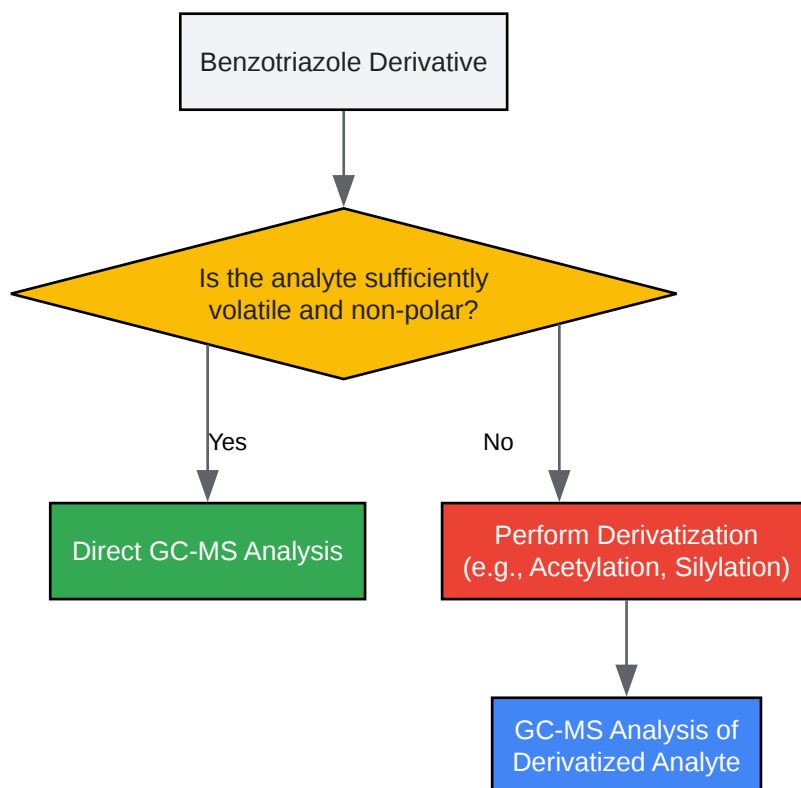 Benzotriazole Derivative
Is the analyte sufficiently
volatile and non-polar?
Yes
No
Direct GC-MS Analysis
Perform Derivatization
(e.g., Acetylation, Silylation)
GC-MS Analysis of
Derivatized Analyte